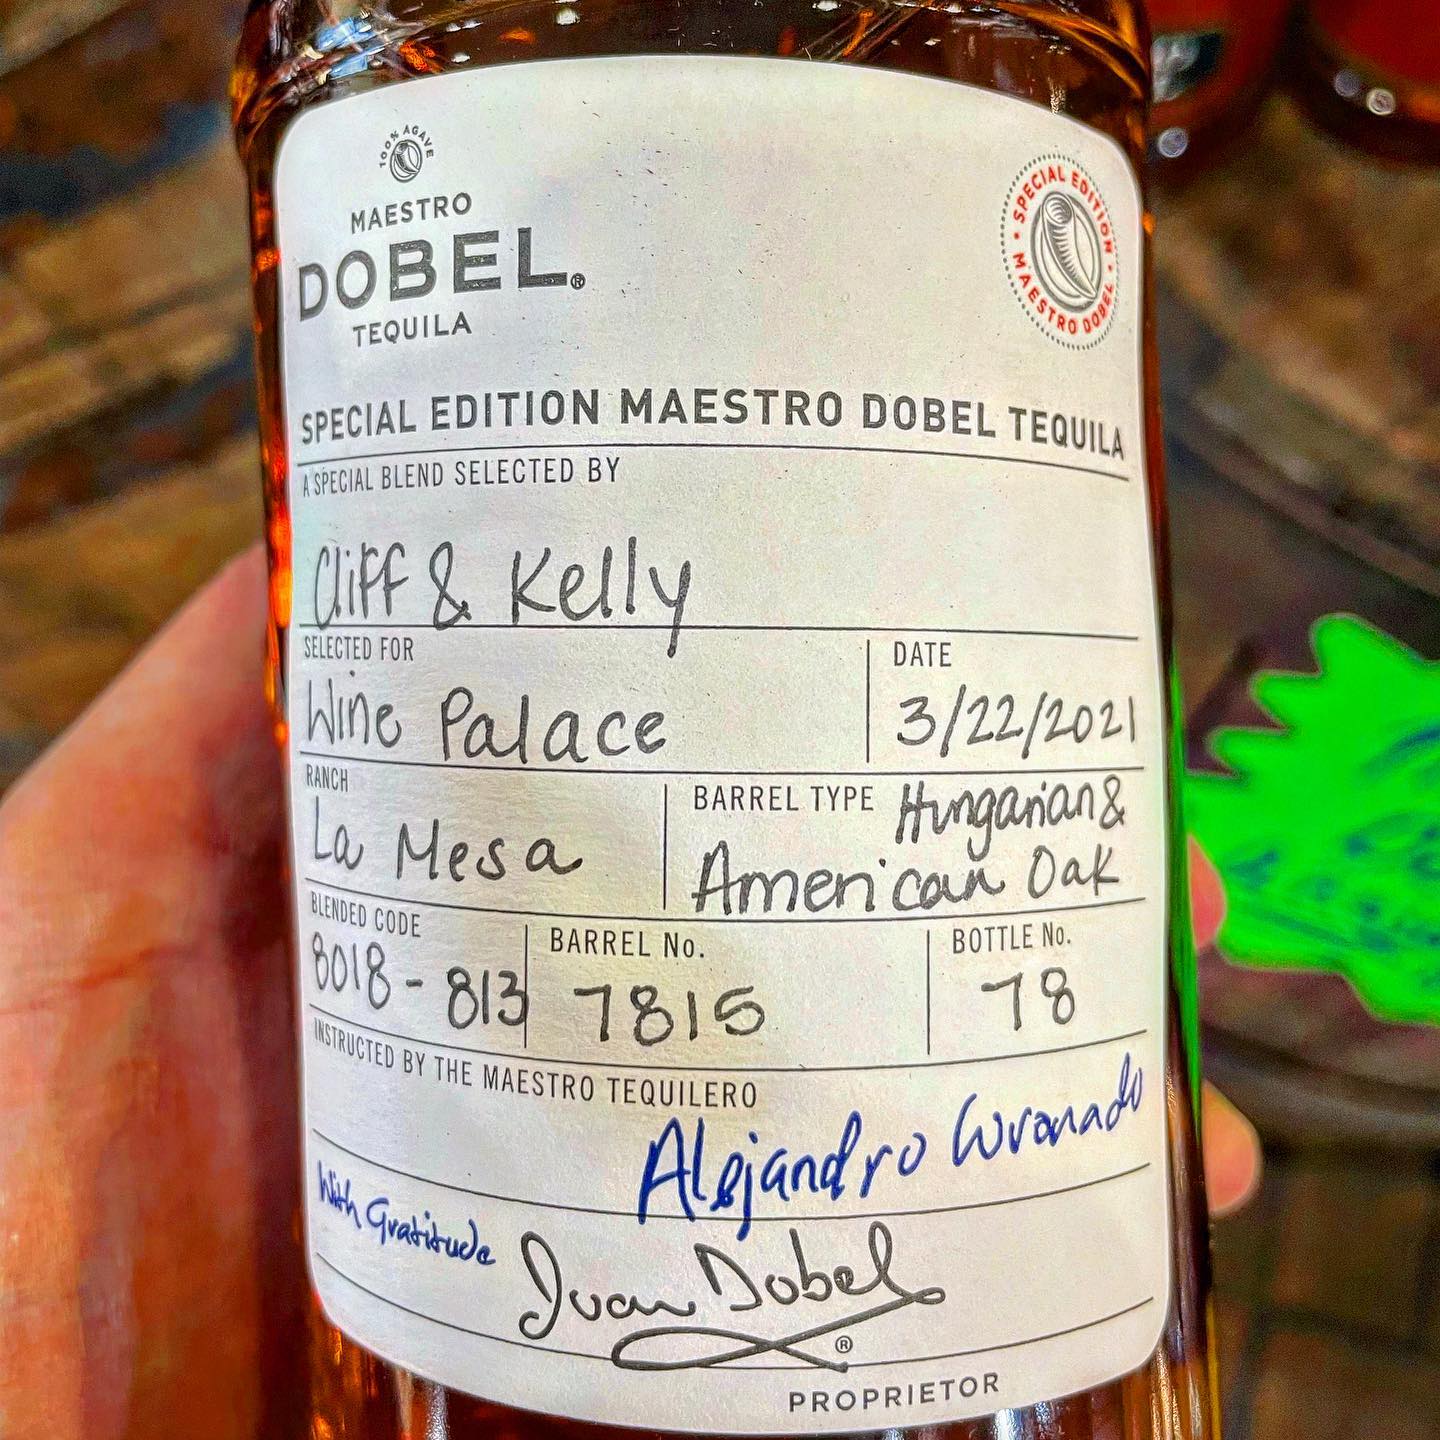 100% AGAVE
MAESTRO
DOBEL®
TEQUILA
SPECIAL EDITION • MAESTRO DOBEL •
SPECIAL EDITION MAESTRO DOBEL TEQUILA
A SPECIAL BLEND SELECTED BY
Cliff & Kelly
SELECTED FOR
Wine Palace
DATE
3/22/2021
RANCH
La Mesa
BARREL TYPE Hungarian &
American Oak
BLENDED CODE
8018-813
BARREL No.
7815
BOTTLE No.
78
INSTRUCTED BY THE MAESTRO TEQUILERO
Alejandro Coronado
With Gratitude
Juan Dobel
®
PROPRIETOR